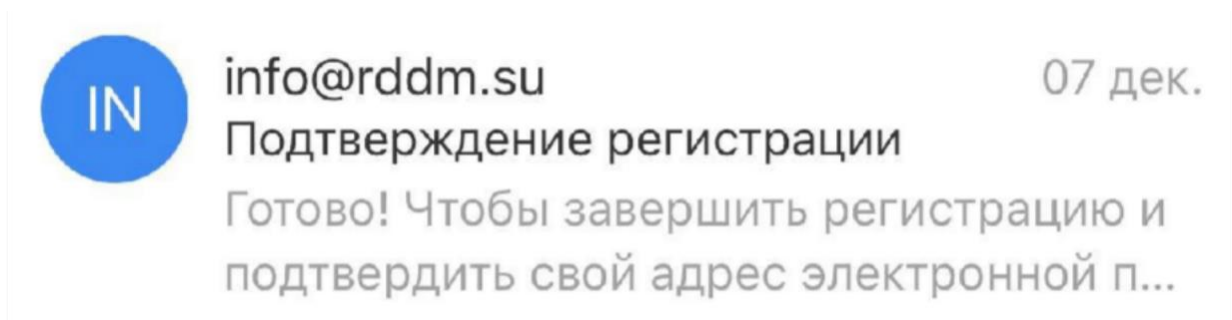 IN
info@rddm.su
07 дек.
Подтверждение регистрации
Готово! Чтобы завершить регистрацию и
подтвердить свой адрес электронной п...